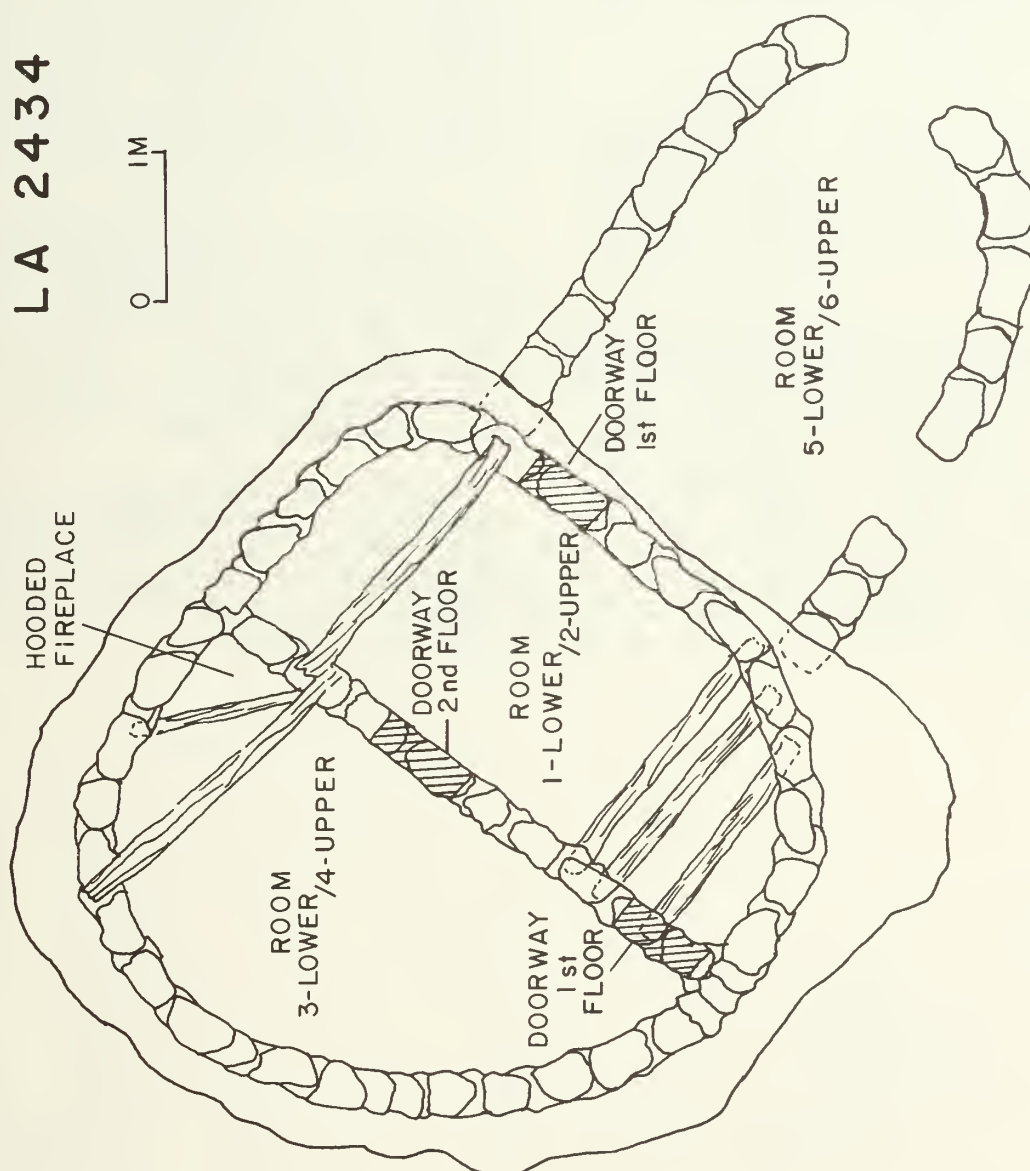 LA 2434
0 1M
HOODED
FIREPLACE
ROOM
3-LOWER/4-UPPER
DOORWAY
2nd FLOOR
DOORWAY
1st FLOOR
ROOM
1-LOWER/2-UPPER
DOORWAY
1st
FLOOR
ROOM
5-LOWER/6-UPPER